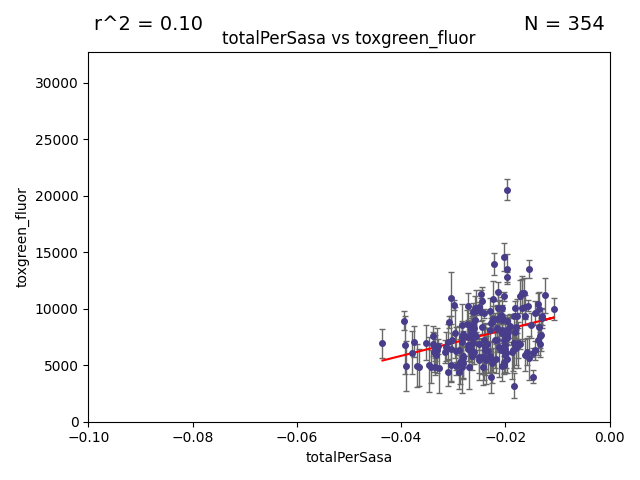 r^2 = 0.10
N = 354
totalPerSasa vs toxgreen_fluor
30000
25000
20000
15000
10000
5000
0
toxgreen_fluor
−0.10
−0.08
−0.06
−0.04
−0.02
0.00
totalPerSasa